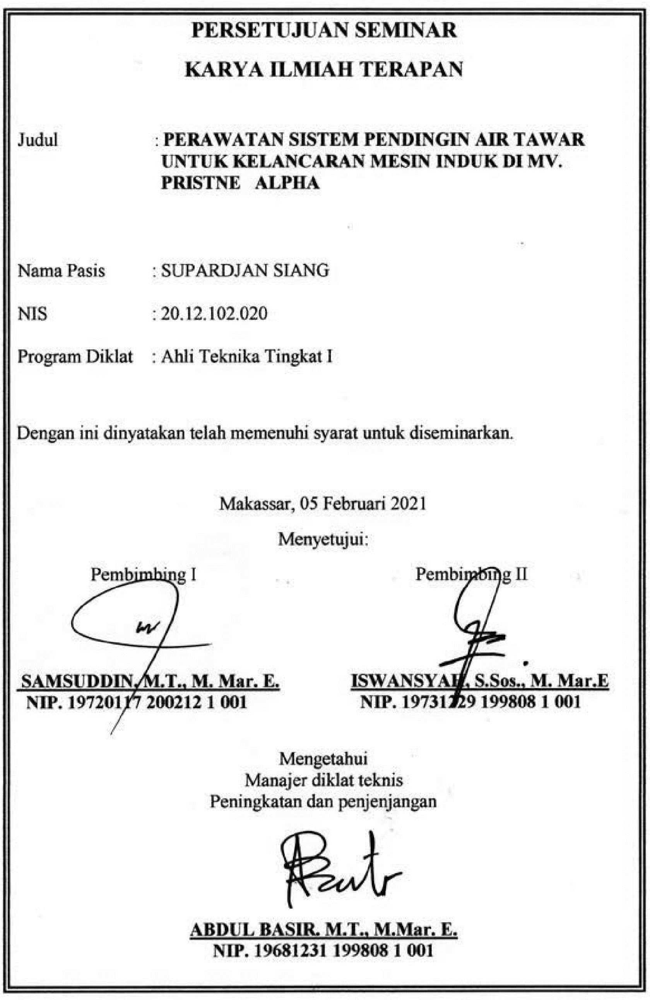 PERSETUJUAN SEMINAR
KARYA ILMIAH TERAPAN
Judul : PERAWATAN SISTEM PENDINGIN AIR TAWAR
UNTUK KELANCARAN MESIN INDUK DI MV.
PRISTNE ALPHA
Nama Pasis : SUPARDJAN SIANG
NIS : 20.12.102.020
Program Diklat : Ahli Teknika Tingkat I
Dengan ini dinyatakan telah memenuhi syarat untuk diseminarkan.
Makassar, 05 Februari 2021
Menyetujui:
Pembimbing I Pembimbing II
SAMSUDDIN, M.T., M. Mar. E. ISWANSYAH, S.Sos., M. Mar.E
NIP. 19720117 200212 1 001 NIP. 19731229 199808 1 001
Mengetahui
Manajer diklat teknis
Peningkatan dan penjenjangan
ABDUL BASIR. M.T., M.Mar. E.
NIP. 19681231 199808 1 001